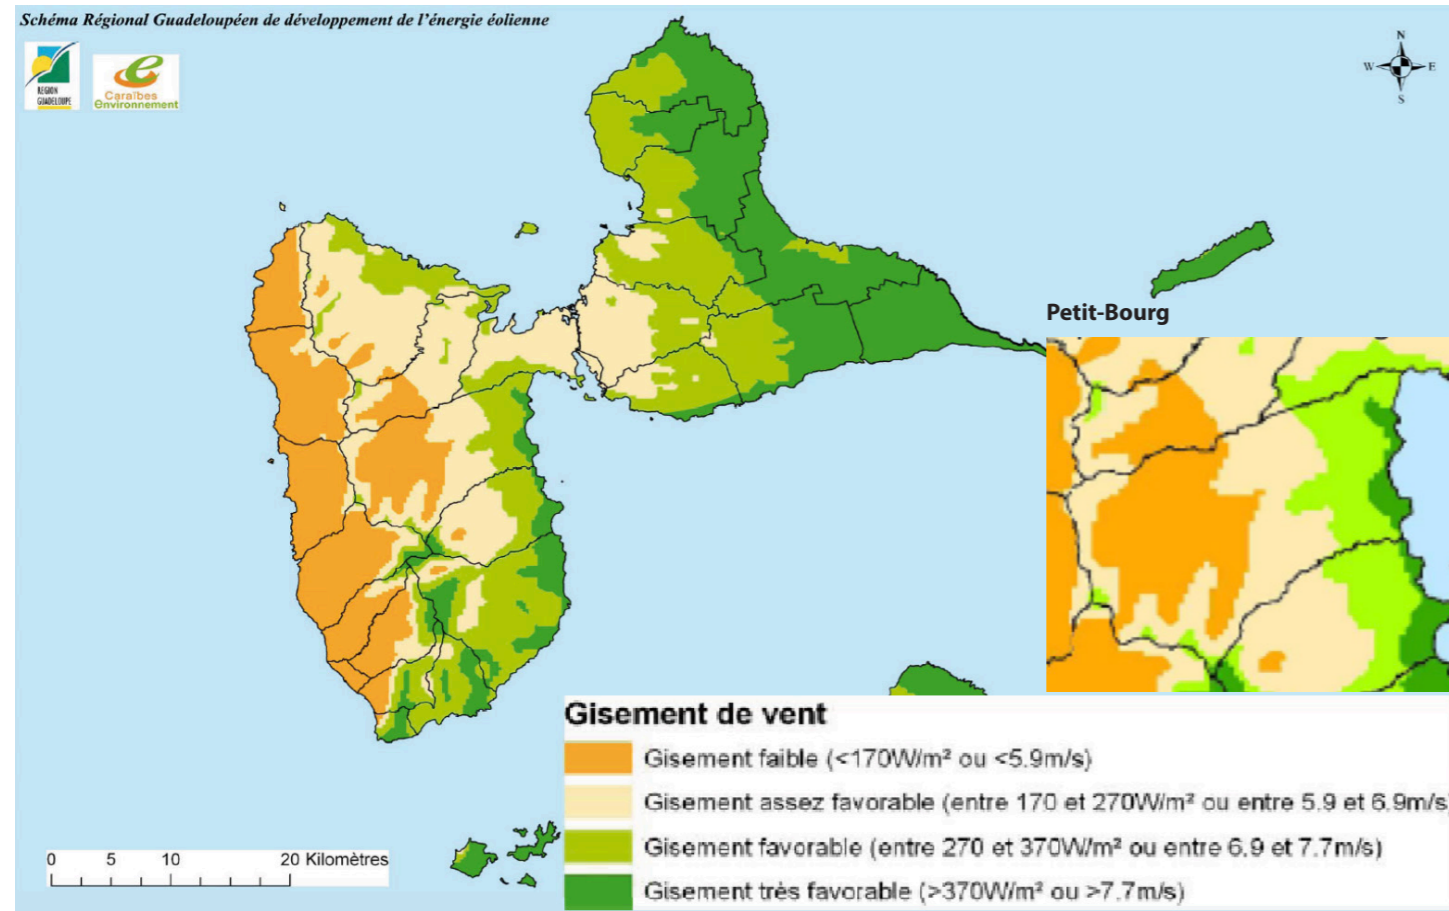 Schéma Régional Guadeloupéen de développement de l'énergie éolienne
REGION
GUADELOUPE
Caraïbes
environnement
N
W E
S
Petit-Bourg
Gisement de vent
Gisement faible (<170W/m² ou <5.9m/s)
Gisement assez favorable (entre 170 et 270W/m² ou entre 5.9 et 6.9m/s
Gisement favorable (entre 270 et 370W/m² ou entre 6.9 et 7.7m/s)
Gisement très favorable (>370W/m² ou >7.7m/s)
0 5 10 20 Kilomètres